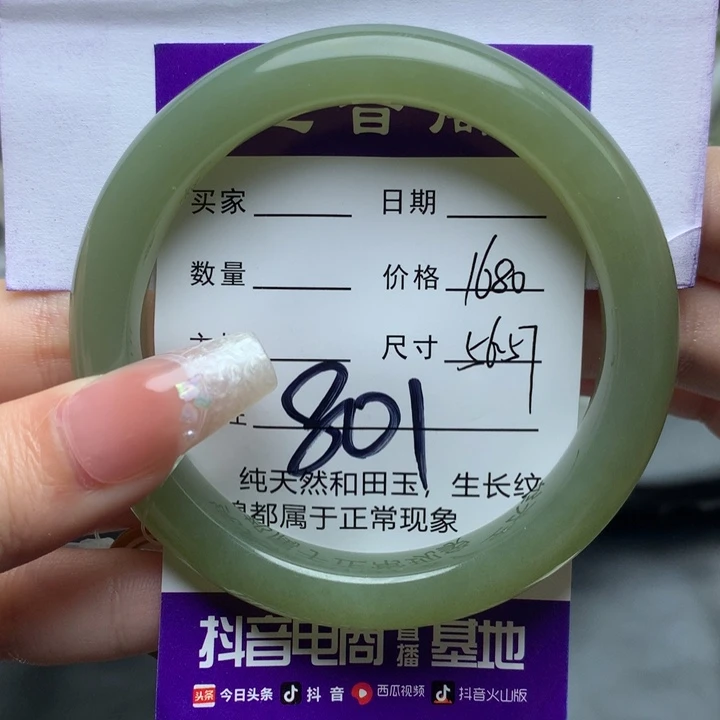 买家 日期
数量 价格 1680
尺寸 56-57
801
纯天然和田玉，生长纹
都属于正常现象
抖音电商直播基地
头条 今日头条 抖音 西瓜视频 抖音火山版